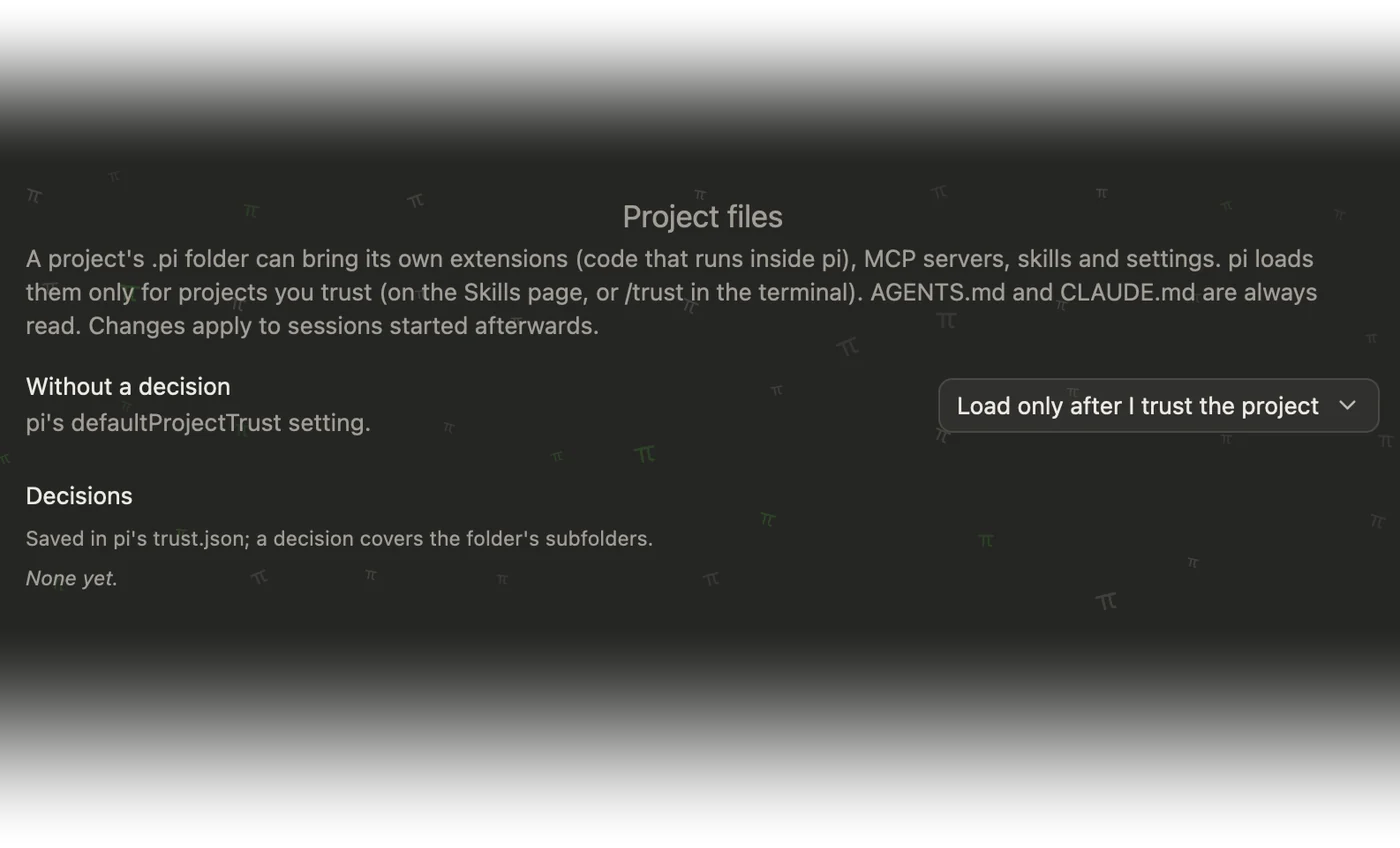 Project files
A project's .pi folder can bring its own extensions (code that runs inside pi), MCP servers, skills and settings. pi loads
them only for projects you trust (on the Skills page, or /trust in the terminal). AGENTS.md and CLAUDE.md are always
read. Changes apply to sessions started afterwards.
Without a decision
Load only after I trust the project
pi's defaultProjectTrust setting.
Decisions
Saved in pi's trust.json; a decision covers the folder's subfolders.
None yet.